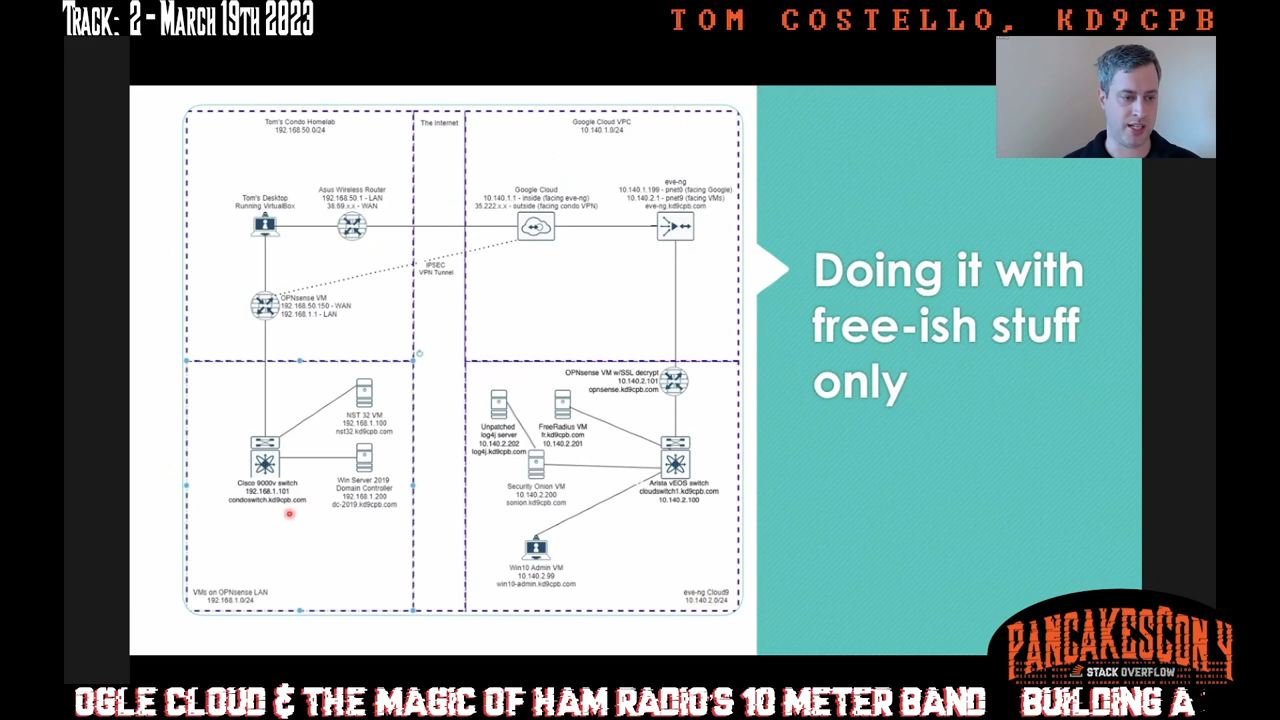 Track: 2 - March 19th 2023
TOM COSTELLO, KD9CPB
Tom's Condo Homelab
192.168.50.0/24
The Internet
Google Cloud VPC
10.140.1.0/24
Tom's Desktop
Running VirtualBox
Asus Wireless Router
192.168.50.1 - LAN
38.69.x.x - WAN
Google Cloud
10.140.1.1 - inside (facing eve-ng)
35.222.x.x - outside (facing condo VPN)
eve-ng
10.140.1.199 - pnet0 (facing Google)
10.140.2.1 - pnet9 (facing VMs)
eve-ng.kd9cpb.com
IPSEC
VPN Tunnel
OPNsense VM
192.168.50.150 - WAN
192.168.1.1 - LAN
Doing it with
free-ish stuff
only
OPNsense VM w/SSL decrypt
10.140.2.101
opnsense.kd9cpb.com
NST 32 VM
192.168.1.100
nst32.kd9cpb.com
Unpatched
log4j server
10.140.2.202
log4j.kd9cpb.com
FreeRadius VM
fr.kd9cpb.com
10.140.2.201
Cisco 9000v switch
192.168.1.101
condoswitch.kd9cpb.com
Win Server 2019
Domain Controller
192.168.1.200
dc-2019.kd9cpb.com
Security Onion VM
10.140.2.200
sonion.kd9cpb.com
Arista vEOS switch
cloudswitch1.kd9cpb.com
10.140.2.100
Win10 Admin VM
10.140.2.99
win10-admin.kd9cpb.com
VMs on OPNsense LAN
192.168.1.0/24
eve-ng Cloud9
10.140.2.0/24
PANCAKESCON 4
STACK OVERFLOW
OGLE CLOUD & THE MAGIC OF HAM RADIO'S 10 METER BAND BUILDING A